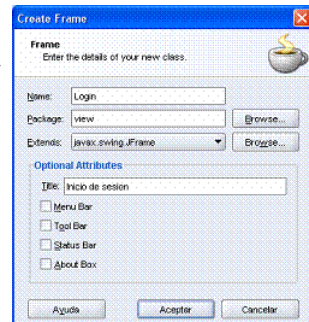 Create Frame
Frame
Enter the details of your new class.
Name: Login
Package: view Browse...
Extends: javax.swing.JFrame Browse...
Optional Attributes
Title: Inicio de sesion
Menu Bar
Tool Bar
Status Bar
About Box
Ayuda Aceptar Cancelar